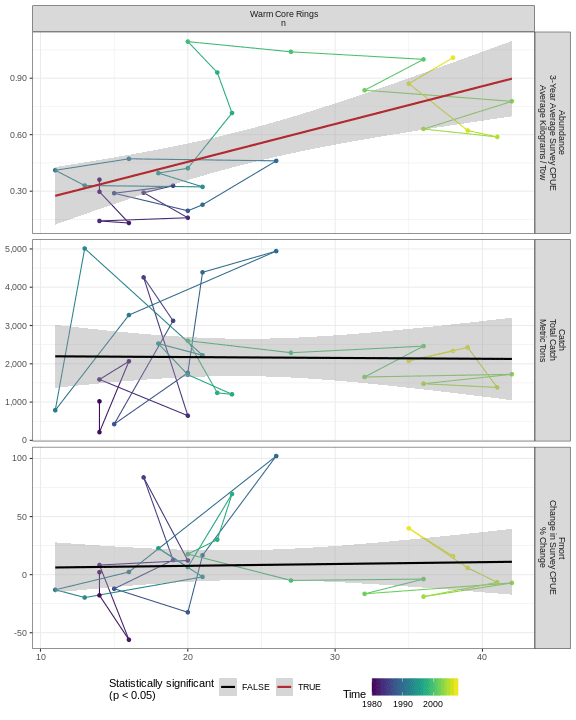 Warm Core Rings
n
0.90
0.60
0.30
Abundance
3-Year Average Survey CPUE
Average Kilograms / Tow
5,000
4,000
3,000
2,000
1,000
0
Catch
Total Catch
Metric Tons
100
50
0
-50
Fmort
Change in Survey CPUE
% Change
10
20
30
40
Statistically significant
(p < 0.05)
FALSE
TRUE
Time
1980
1990
2000